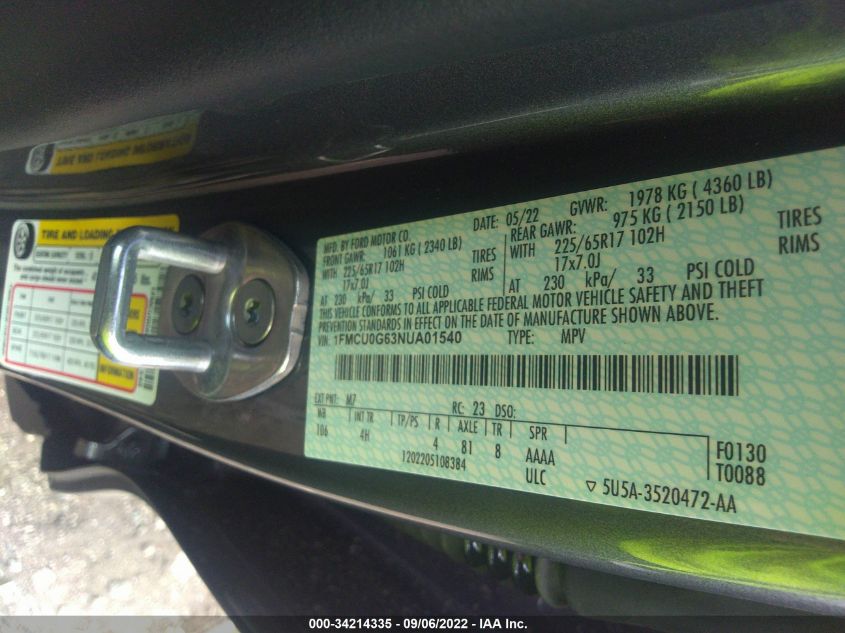 TIRE AND LOADING
MFD. BY FORD MOTOR CO.
DATE: 05/22
GVWR: 1978 KG ( 4360 LB)
FRONT GAWR: 1061 KG ( 2340 LB)
REAR GAWR: 975 KG ( 2150 LB)
WITH 225/65R17 102H TIRES
WITH 225/65R17 102H TIRES
17x7.0J RIMS
17x7.0J RIMS
AT 230 kPa/ 33 PSI COLD
AT 230 kPa/ 33 PSI COLD
THIS VEHICLE CONFORMS TO ALL APPLICABLE FEDERAL MOTOR VEHICLE SAFETY AND THEFT
PREVENTION STANDARDS IN EFFECT ON THE DATE OF MANUFACTURE SHOWN ABOVE.
VIN: 1FMCU0G63NUA01540
TYPE: MPV
EXT PNT: M7
RC: 23 DSO:
WB INT TR TP/PS R AXLE TR SPR
106 4H 4 81 8 AAAA
ULC
1202205108384
F0130
T0088
▽ 5U5A-3520472-AA
INFORMATION
000-34214335 - 09/06/2022 - IAA Inc.